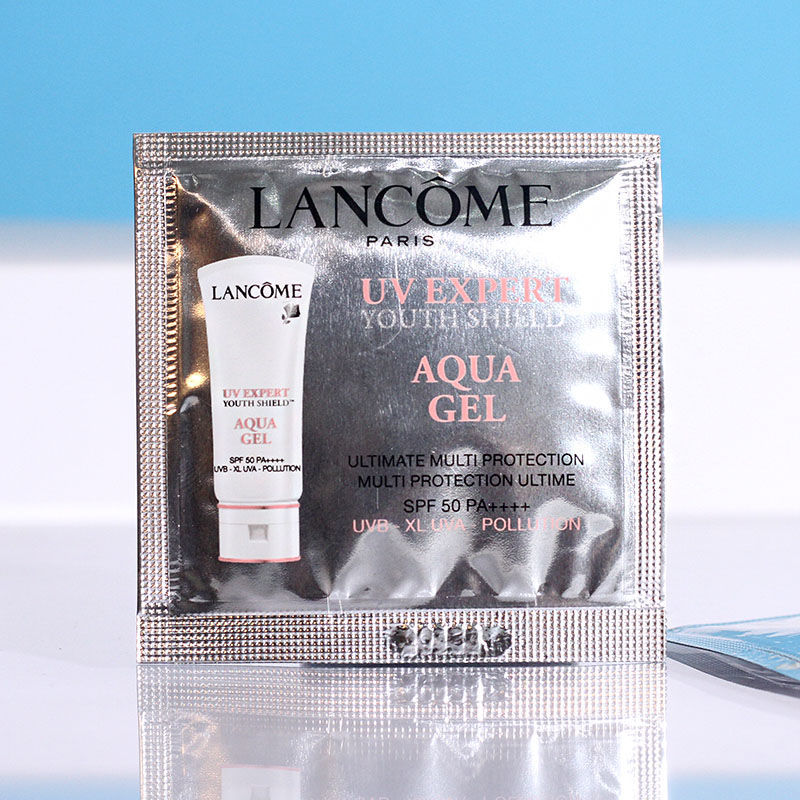 LANCÔME
PARIS
UV EXPERT
YOUTH SHIELD
AQUA
GEL
ULTIMATE MULTI PROTECTION
MULTI PROTECTION ULTIME
SPF 50 PA++++
UVB - XL UVA - POLLUTION
LANCÔME
UV EXPERT
YOUTH SHIELD™
AQUA
GEL
SPF 50 PA++++
UVB - XL UVA - POLLUTION